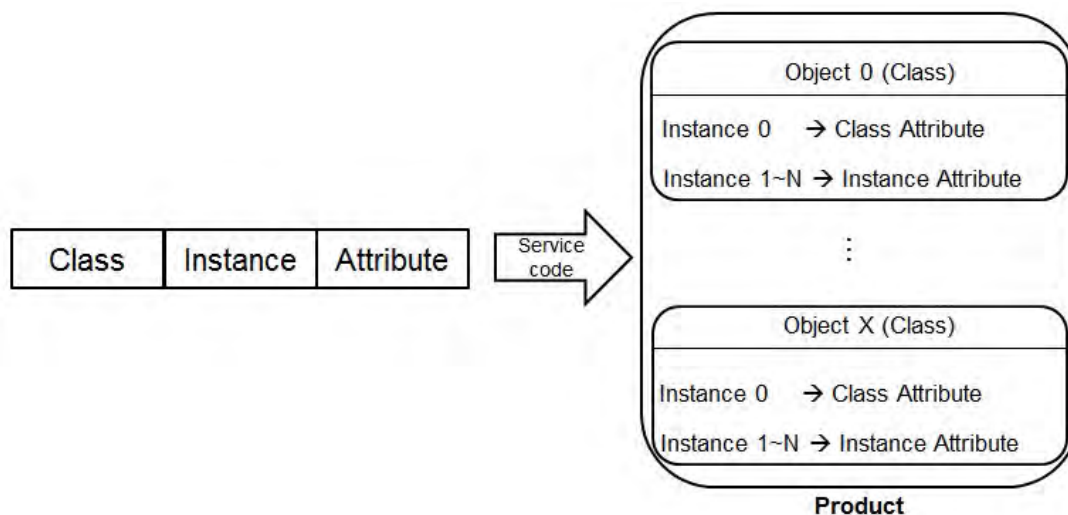 Object 0 (Class)
Instance 0 → Class Attribute
Instance 1~N → Instance Attribute
Class Instance Attribute
Service
code
⋮
Object X (Class)
Instance 0 → Class Attribute
Instance 1~N → Instance Attribute
Product